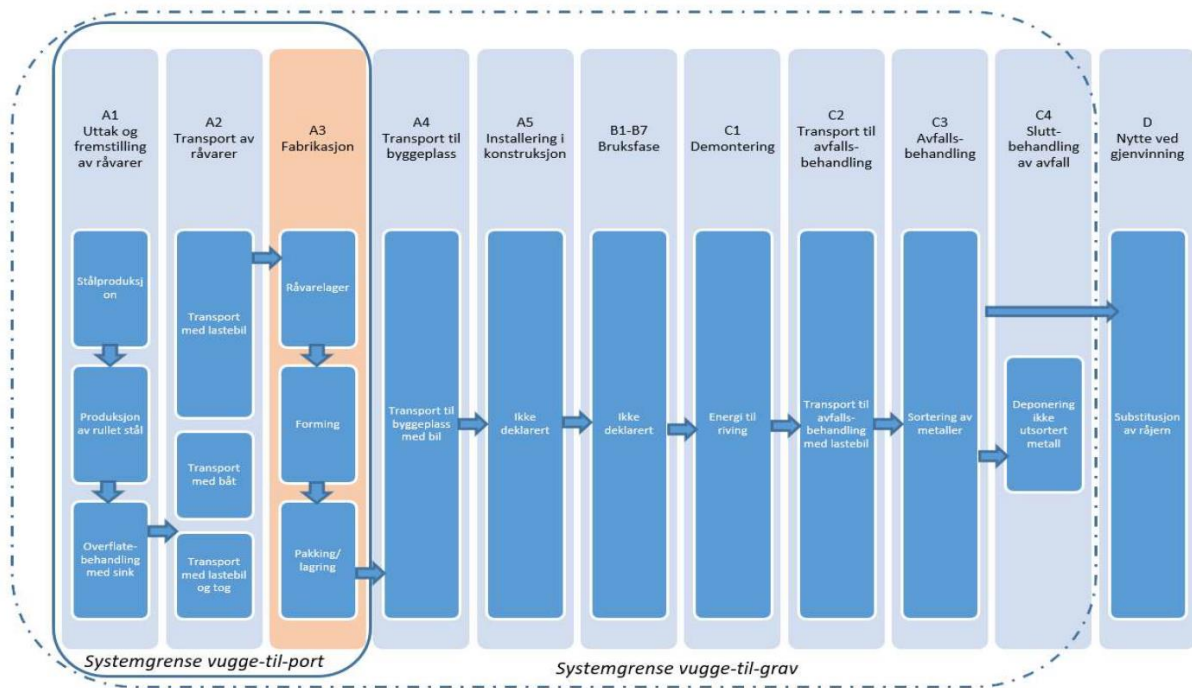 A1
Uttak og
fremstilling
av råvarer
A2
Transport av
råvarer
A3
Fabrikasjon
A4
Transport til
byggeplass
A5
Installering i
konstruksjon
B1-B7
Bruksfase
C1
Demontering
C2
Transport til
avfalls-
behandling
C3
Avfalls-
behandling
C4
Slutt-
behandling
av avfall
D
Nytte ved
gjenvinning
Stålproduksj
on
Produksjon
av rullet stål
Overflate-
behandling
med sink
Transport
med lastebil
Transport
med båt
Transport
med lastebil
og tog
Råvarelager
Forming
Pakking/
lagring
Transport til
byggeplass
med bil
Ikke
deklarert
Ikke
deklarert
Energi til
riving
Transport til
avfalls-
behandling
med lastebil
Sortering av
metaller
Deponering
ikke
utsortert
metall
Substitusjon
av råjern
Systemgrense vugge-til-port
Systemgrense vugge-til-grav